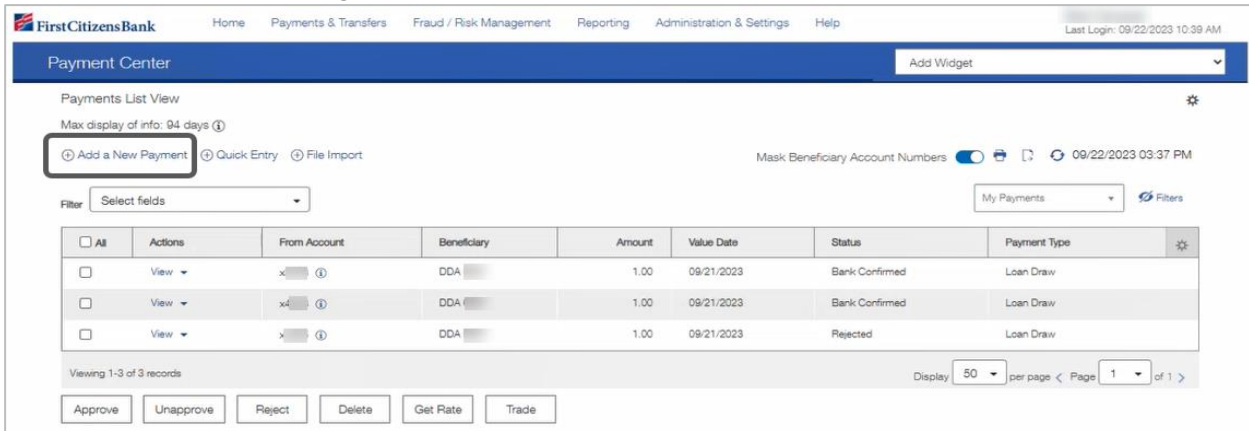 First Citizens Bank Home Payments & Transfers Fraud / Risk Management Reporting Administration & Settings Help
Last Login: 09/22/2023 10:39 AM
Payment Center Add Widget
Payments List View
Max display of info: 94 days
Add a New Payment Quick Entry File Import Mask Beneficiary Account Numbers 09/22/2023 03:37 PM
Filter Select fields My Payments Filters
All Actions From Account Beneficiary Amount Value Date Status Payment Type
View x DDA 1.00 09/21/2023 Bank Confirmed Loan Draw
View x4 DDA 1.00 09/21/2023 Bank Confirmed Loan Draw
View x DDA 1.00 09/21/2023 Rejected Loan Draw
Viewing 1-3 of 3 records Display 50 per page < Page 1 of 1 >
Approve Unapprove Reject Delete Get Rate Trade